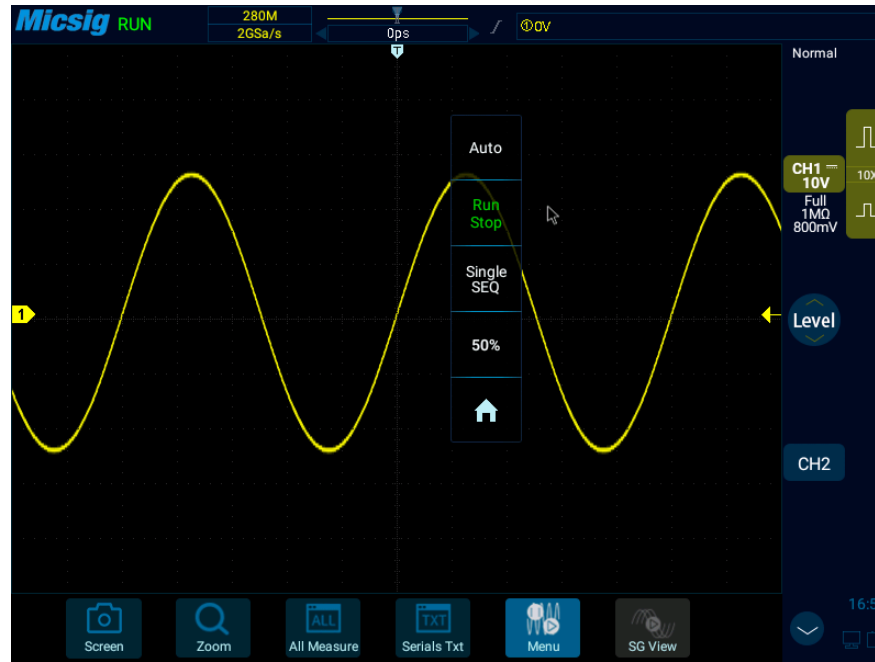 Micsig RUN
280M
2GSa/s
0ps
①0V
T
Normal
Auto
Run
Stop
Single
SEQ
50%
CH1
10V
Full
1MΩ
800mV
10X
1
Level
CH2
ALL
TXT
Screen
Zoom
All Measure
Serials Txt
Menu
SG View